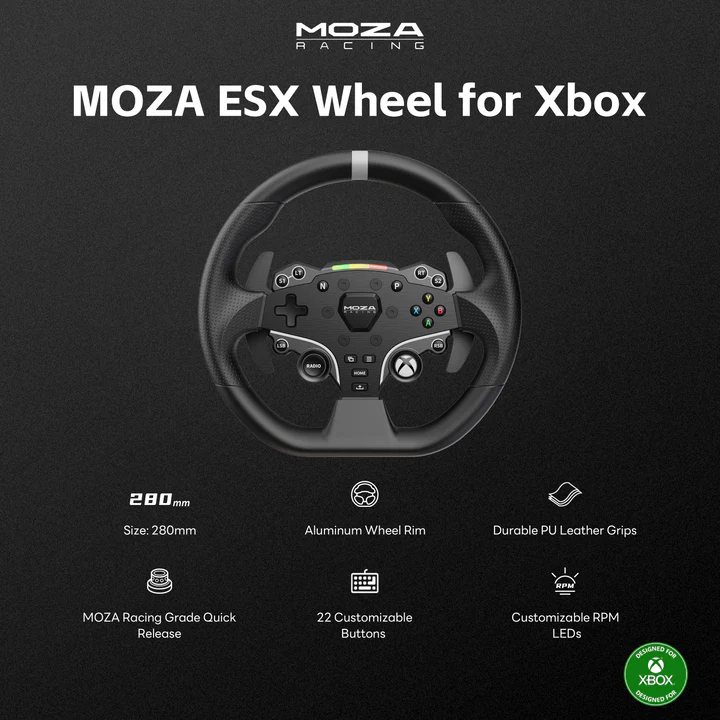 MOZA
RACING
MOZA ESX Wheel for Xbox
S1 LT
RT S2
N
P
MOZA
RACING
Y
X B
A
LSB
RSB
RADIO
HOME
280mm
Size: 280mm
Aluminum Wheel Rim
Durable PU Leather Grips
RPM
MOZA Racing Grade Quick
Release
22 Customizable
Buttons
Customizable RPM
LEDs
DESIGNED FOR
XBOX
DESIGNED FOR